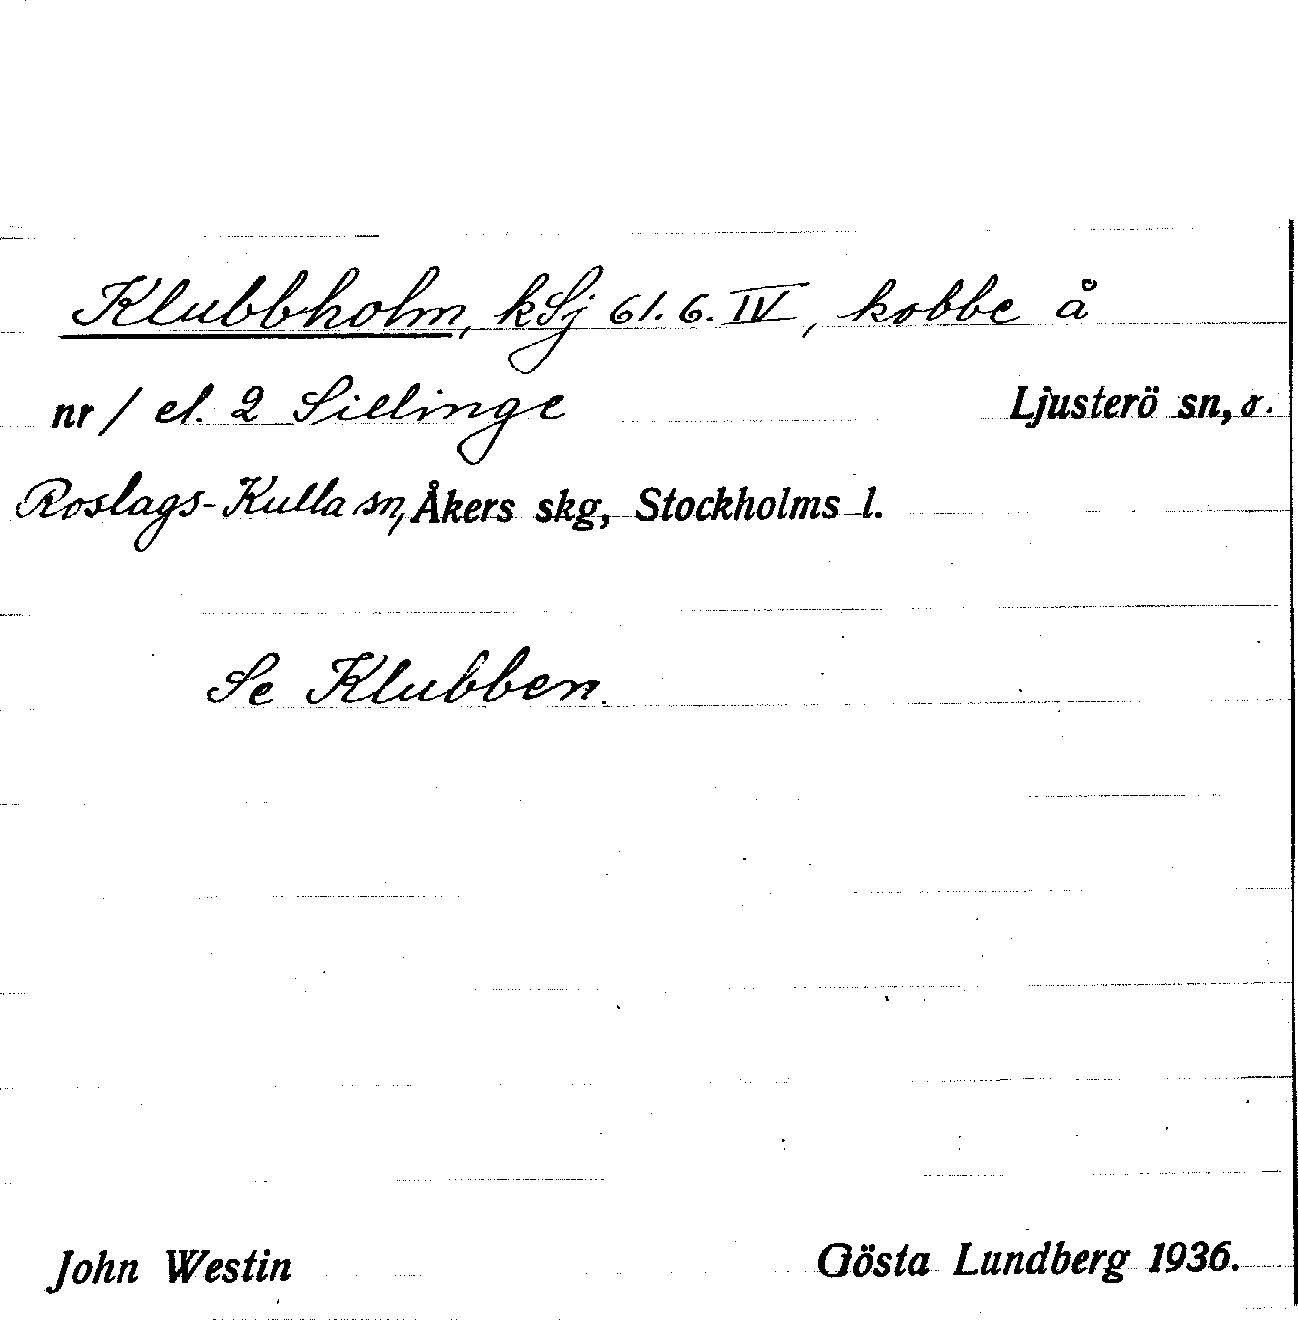 Klubbholm, kSj 61. 6. IV, kobbe å
nr 1 el. 2 Sillinge Ljusterö sn, o.
Roslags-Kulla sn, Åkers skg, Stockholms l.
Se Klubben.
John Westin Gösta Lundberg 1936.